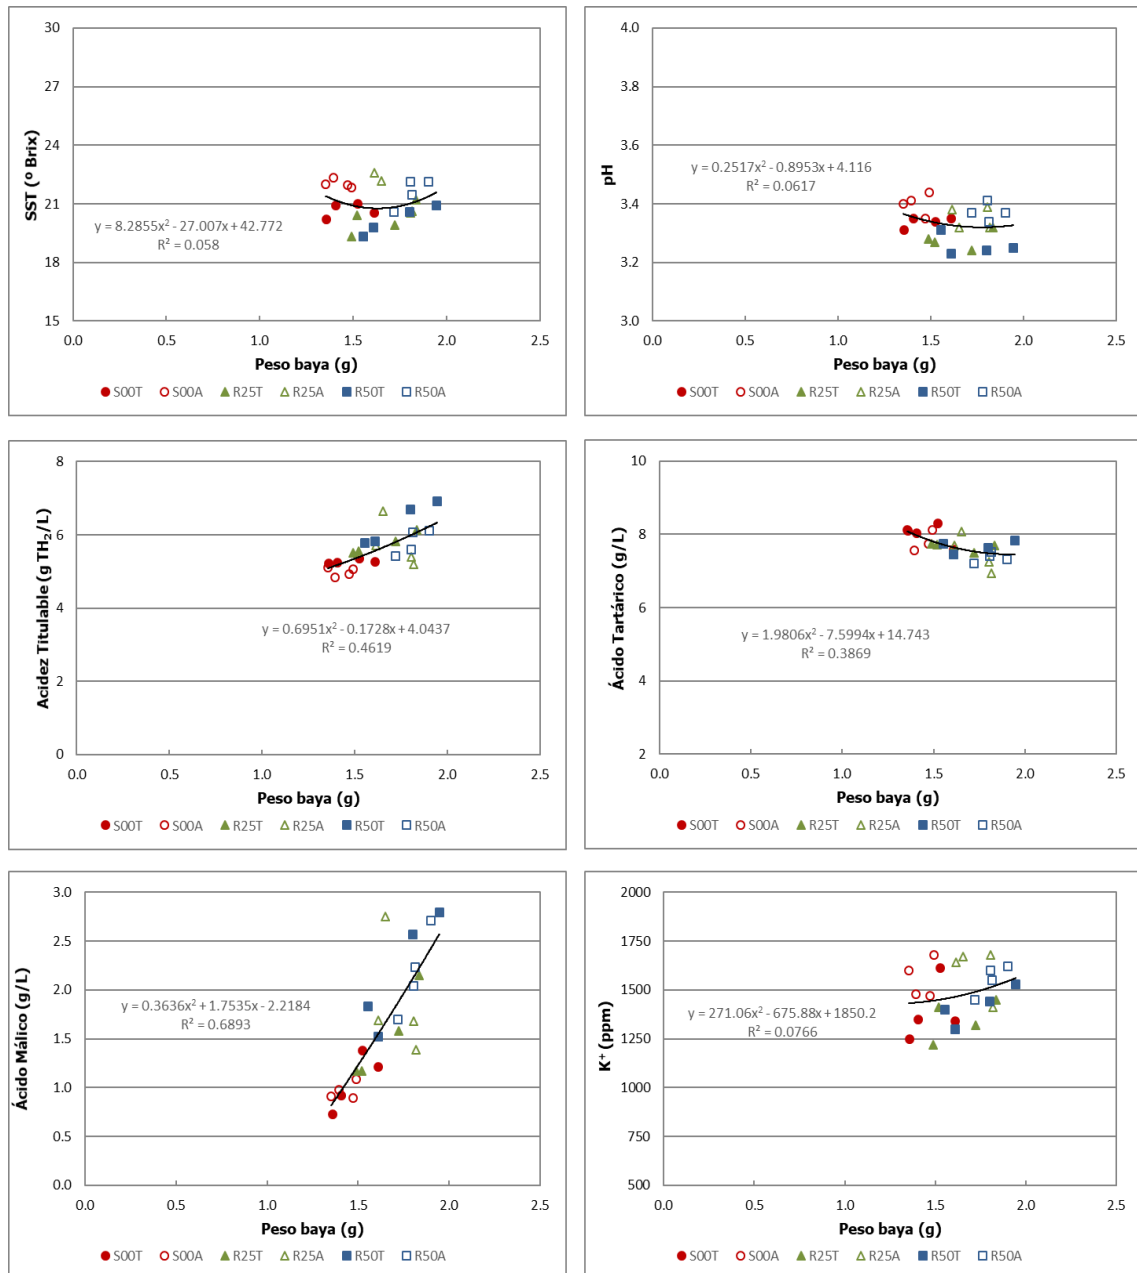 30
27
24
21
18
15
SST (º Brix)
y = 8.2855x² - 27.007x + 42.772
R² = 0.058
0.0 0.5 1.0 1.5 2.0 2.5
Peso baya (g)
S00T S00A R25T R25A R50T R50A
4.0
3.8
3.6
3.4
3.2
3.0
pH
y = 0.2517x² - 0.8953x + 4.116
R² = 0.0617
0.0 0.5 1.0 1.5 2.0 2.5
Peso baya (g)
S00T S00A R25T R25A R50T R50A
8
6
4
2
0
Acidez Titulable (g TH₂/L)
y = 0.6951x² - 0.1728x + 4.0437
R² = 0.4619
0.0 0.5 1.0 1.5 2.0 2.5
Peso baya (g)
S00T S00A R25T R25A R50T R50A
10
8
6
4
2
Ácido Tartárico (g/L)
y = 1.9806x² - 7.5994x + 14.743
R² = 0.3869
0.0 0.5 1.0 1.5 2.0 2.5
Peso baya (g)
S00T S00A R25T R25A R50T R50A
3.0
2.5
2.0
1.5
1.0
0.5
0.0
Ácido Málico (g/L)
y = 0.3636x² + 1.7535x - 2.2184
R² = 0.6893
0.0 0.5 1.0 1.5 2.0 2.5
Peso baya (g)
S00T S00A R25T R25A R50T R50A
2000
1750
1500
1250
1000
750
500
K⁺ (ppm)
y = 271.06x² - 675.88x + 1850.2
R² = 0.0766
0.0 0.5 1.0 1.5 2.0 2.5
Peso baya (g)
S00T S00A R25T R25A R50T R50A